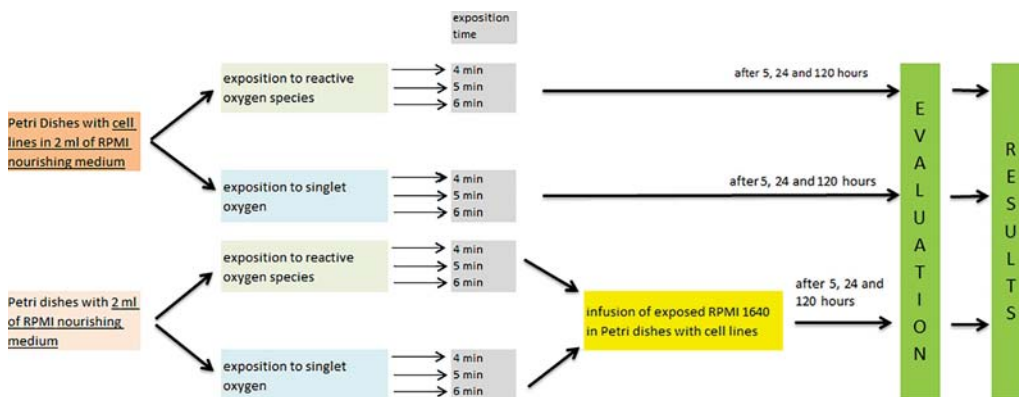 exposition
time
exposition to reactive
oxygen species
4 min
5 min
6 min
after 5, 24 and 120 hours
Petri Dishes with cell
lines in 2 ml of RPMI
nourishing medium
exposition to singlet
oxygen
4 min
5 min
6 min
after 5, 24 and 120 hours
Petri dishes with 2 ml
of RPMI nourishing
medium
exposition to reactive
oxygen species
4 min
5 min
6 min
exposition to singlet
oxygen
4 min
5 min
6 min
infusion of exposed RPMI 1640
in Petri dishes with cell lines
after 5, 24 and
120 hours
EVALUATION
RESULTS